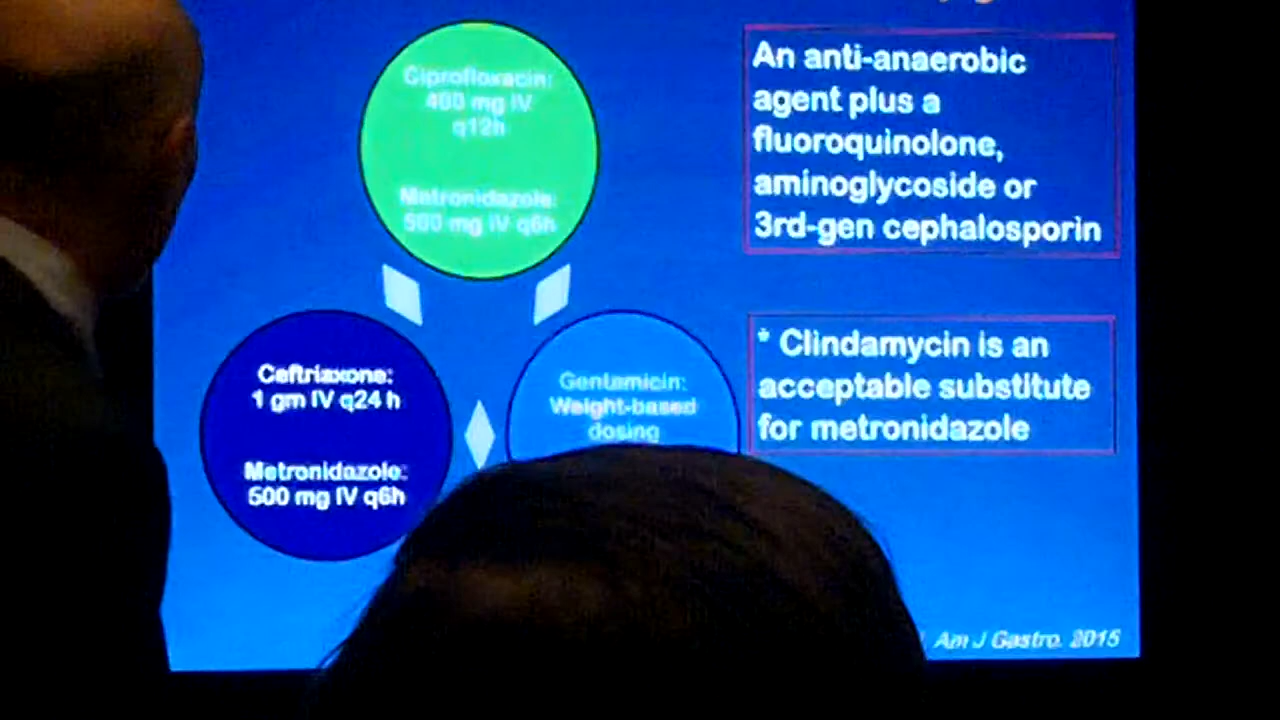 Ciprofloxacin:
400 mg IV
q12h
Metronidazole:
500 mg IV q6h
Ceftriaxone:
1 gm IV q24 h
Metronidazole:
500 mg IV q6h
Gentamicin:
Weight-based
dosing
An anti-anaerobic
agent plus a
fluoroquinolone,
aminoglycoside or
3rd-gen cephalosporin
* Clindamycin is an
acceptable substitute
for metronidazole
Am J Gastro. 2015